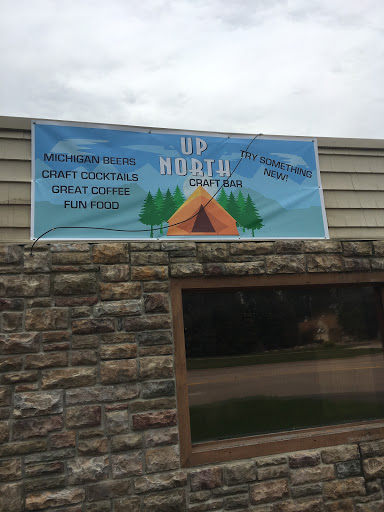 UP
NORTH
CRAFT BAR
MICHIGAN BEERS
CRAFT COCKTAILS
GREAT COFFEE
FUN FOOD
TRY SOMETHING
NEW!